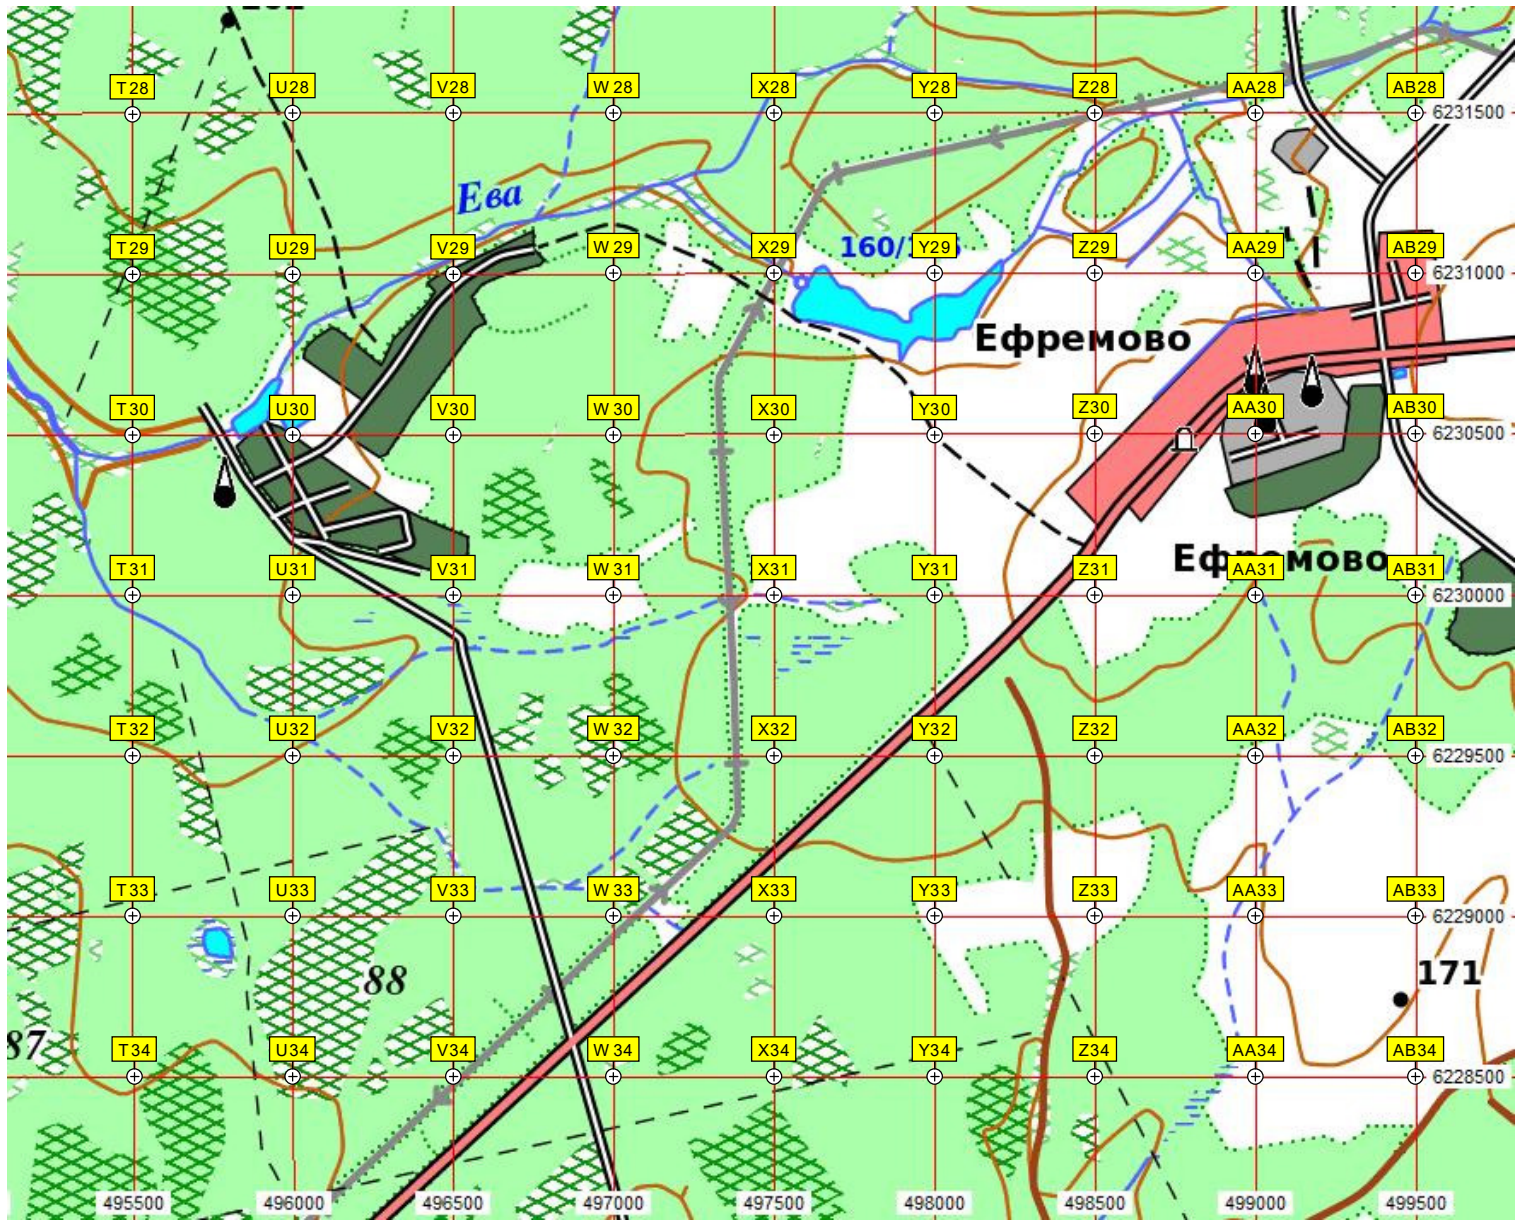 T28 U28 V28 W28 X28 Y28 Z28 AA28 AB28
6231500
Ева
T29 U29 V29 W29 X29 Y29 Z29 AA29 AB29
6231000
Ефремово
T30 U30 V30 W30 X30 Y30 Z30 AA30 AB30
6230500
Ефремово
T31 U31 V31 W31 X31 Y31 Z31 AA31 AB31
6230000
T32 U32 V32 W32 X32 Y32 Z32 AA32 AB32
6229500
T33 U33 V33 W33 X33 Y33 Z33 AA33 AB33
6229000
88
171
87
T34 U34 V34 W34 X34 Y34 Z34 AA34 AB34
6228500
495500 496000 496500 497000 497500 498000 498500 499000 499500